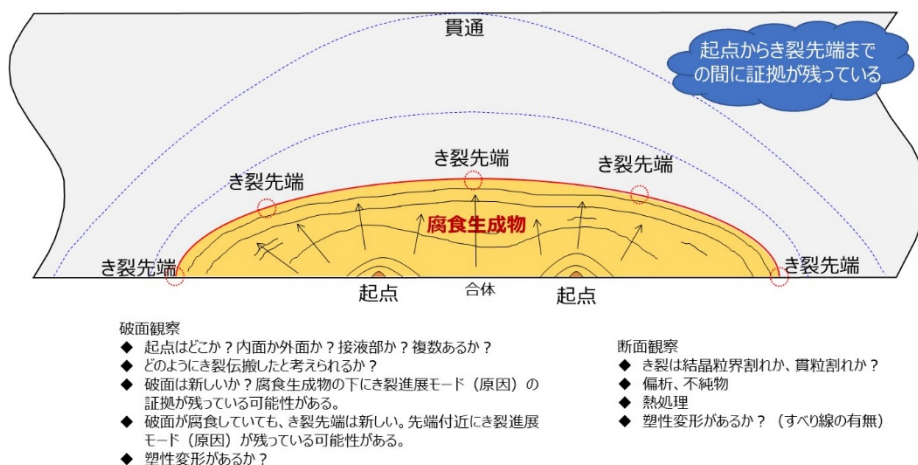 貫通
起点からき裂先端まで
の間に証拠が残っている
き裂先端
き裂先端
き裂先端
腐食生成物
き裂先端
き裂先端
起点
合体
起点
破面観察
◆ 起点はどこか？内面か外面か？接液部か？複数あるか？
◆ どのようにき裂伝搬したと考えられるか？
◆ 破面は新しいか？腐食生成物の下にき裂進展モード（原因）の
証拠が残っている可能性がある。
◆ 破面が腐食していても、き裂先端は新しい。先端付近にき裂進展
モード（原因）が残っている可能性がある。
◆ 塑性変形があるか？
断面観察
◆ き裂は結晶粒界割れか、貫粒割れか？
◆ 偏析、不純物
◆ 熱処理
◆ 塑性変形があるか？（すべり線の有無）